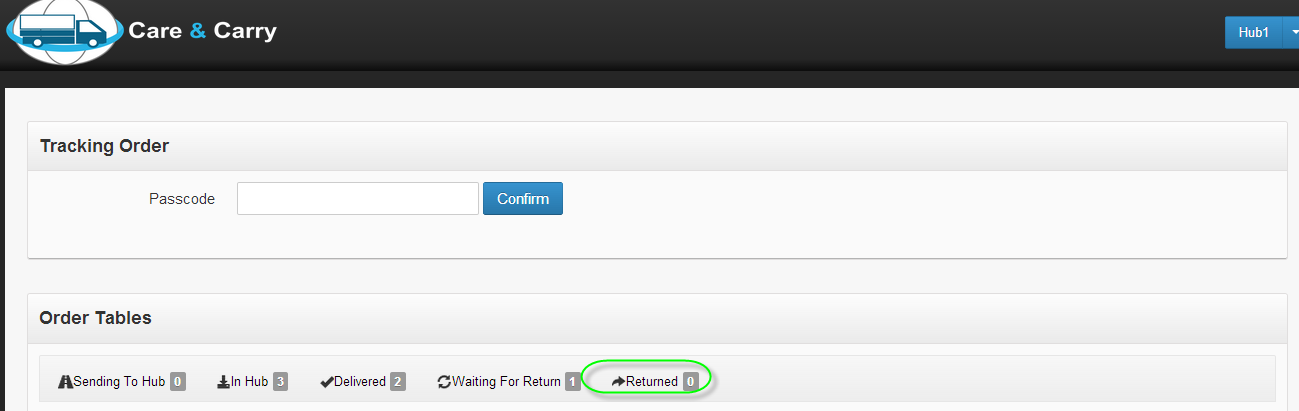 Care & Carry
Hub1
Tracking Order
Passcode
Confirm
Order Tables
Sending To Hub 0 In Hub 3 Delivered 2 Waiting For Return 1 Returned 0